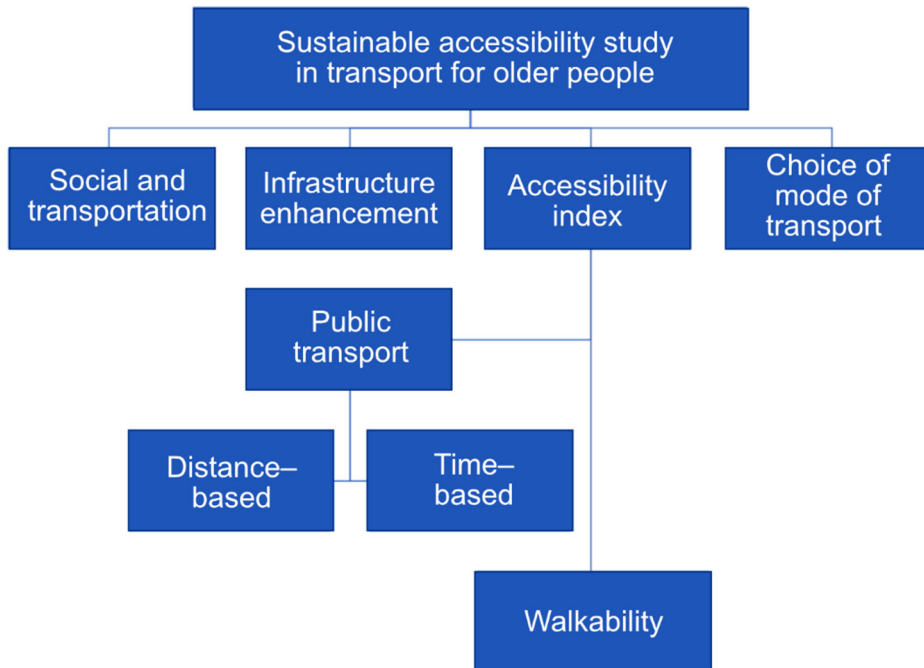 Sustainable accessibility study
in transport for older people
Social and
transportation
Infrastructure
enhancement
Accessibility
index
Choice of
mode of
transport
Public
transport
Distance–
based
Time–
based
Walkability